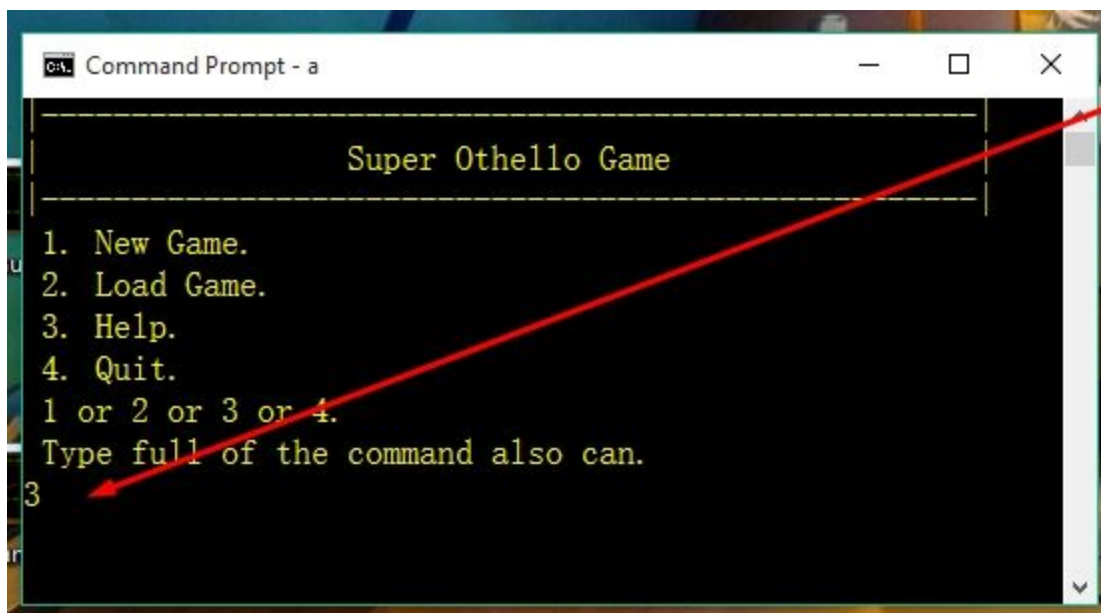 Command Prompt - a
Super Othello Game
1. New Game.
2. Load Game.
3. Help.
4. Quit.
1 or 2 or 3 or 4.
Type full of the command also can.
3